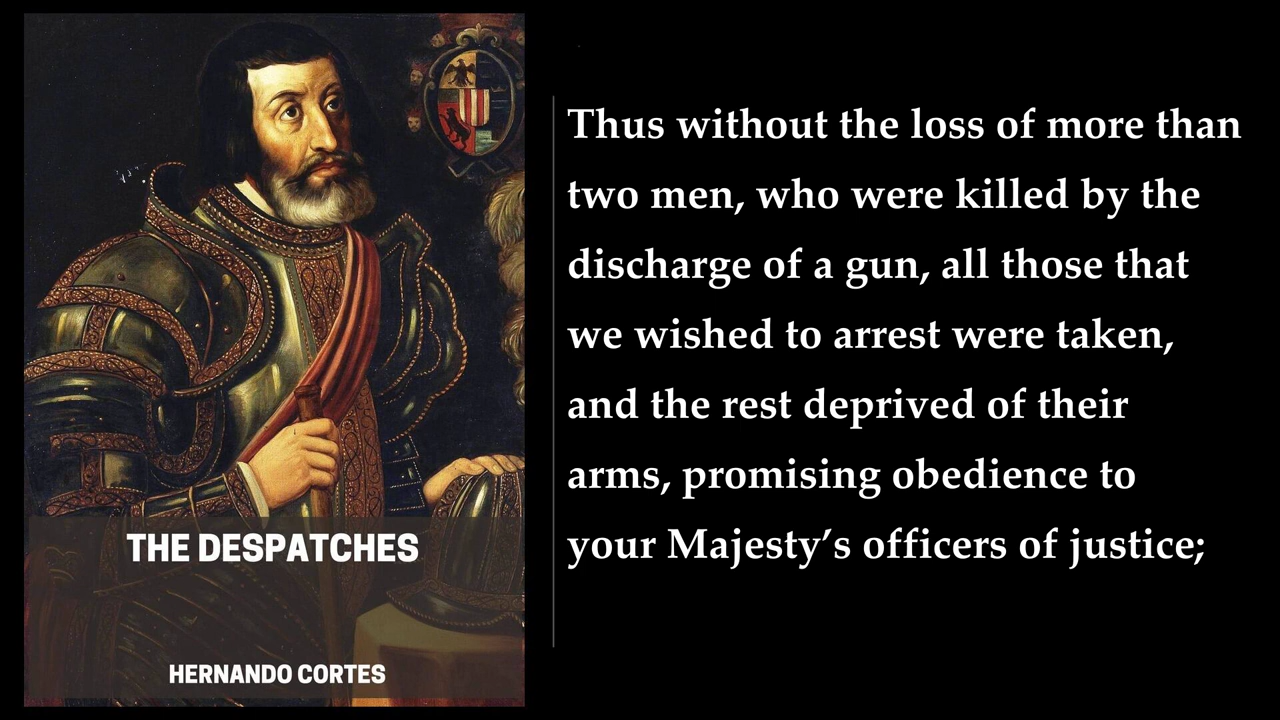 THE DESPATCHES
HERNANDO CORTES
Thus without the loss of more than
two men, who were killed by the
discharge of a gun, all those that
we wished to arrest were taken,
and the rest deprived of their
arms, promising obedience to
your Majesty’s officers of justice;